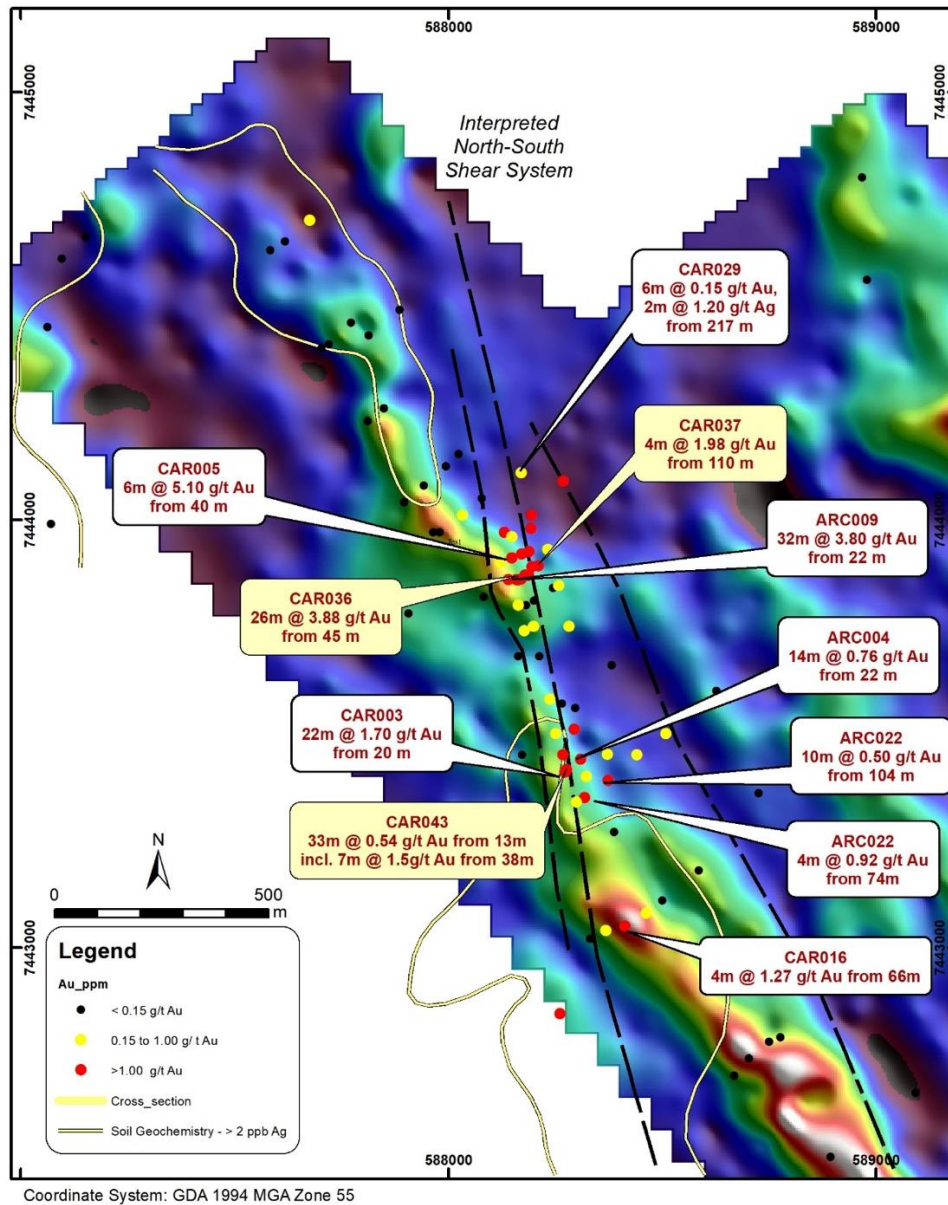 588000
589000
7445000
7445000
Interpreted
North-South
Shear System
CAR029
6m @ 0.15 g/t Au,
2m @ 1.20 g/t Ag
from 217 m
CAR037
4m @ 1.98 g/t Au
from 110 m
CAR005
6m @ 5.10 g/t Au
from 40 m
7444000
7444000
ARC009
32m @ 3.80 g/t Au
from 22 m
CAR036
26m @ 3.88 g/t Au
from 45 m
ARC004
14m @ 0.76 g/t Au
from 22 m
CAR003
22m @ 1.70 g/t Au
from 20 m
ARC022
10m @ 0.50 g/t Au
from 104 m
CAR043
33m @ 0.54 g/t Au from 13m
incl. 7m @ 1.5g/t Au from 38m
ARC022
4m @ 0.92 g/t Au
from 74m
N
0 500
m
7443000
7443000
CAR016
4m @ 1.27 g/t Au from 66m
Legend
Au_ppm
< 0.15 g/t Au
0.15 to 1.00 g/ t Au
>1.00 g/t Au
Cross_section
Soil Geochemistry - > 2 ppb Ag
588000
589000
Coordinate System: GDA 1994 MGA Zone 55